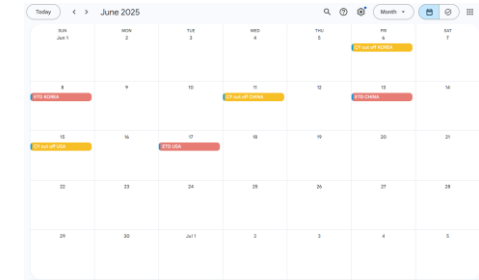 Today
June 2025
Month
SUN MON TUE WED THU FRI SAT
Jun 1 2 3 4 5 6 7
CY cut off KOREA
8 9 10 11 12 13 14
ETD KOREA CY cut off CHINA ETD CHINA
15 16 17 18 19 20 21
CY cut off USA ETD USA
22 23 24 25 26 27 28
29 30 Jul 1 2 3 4 5